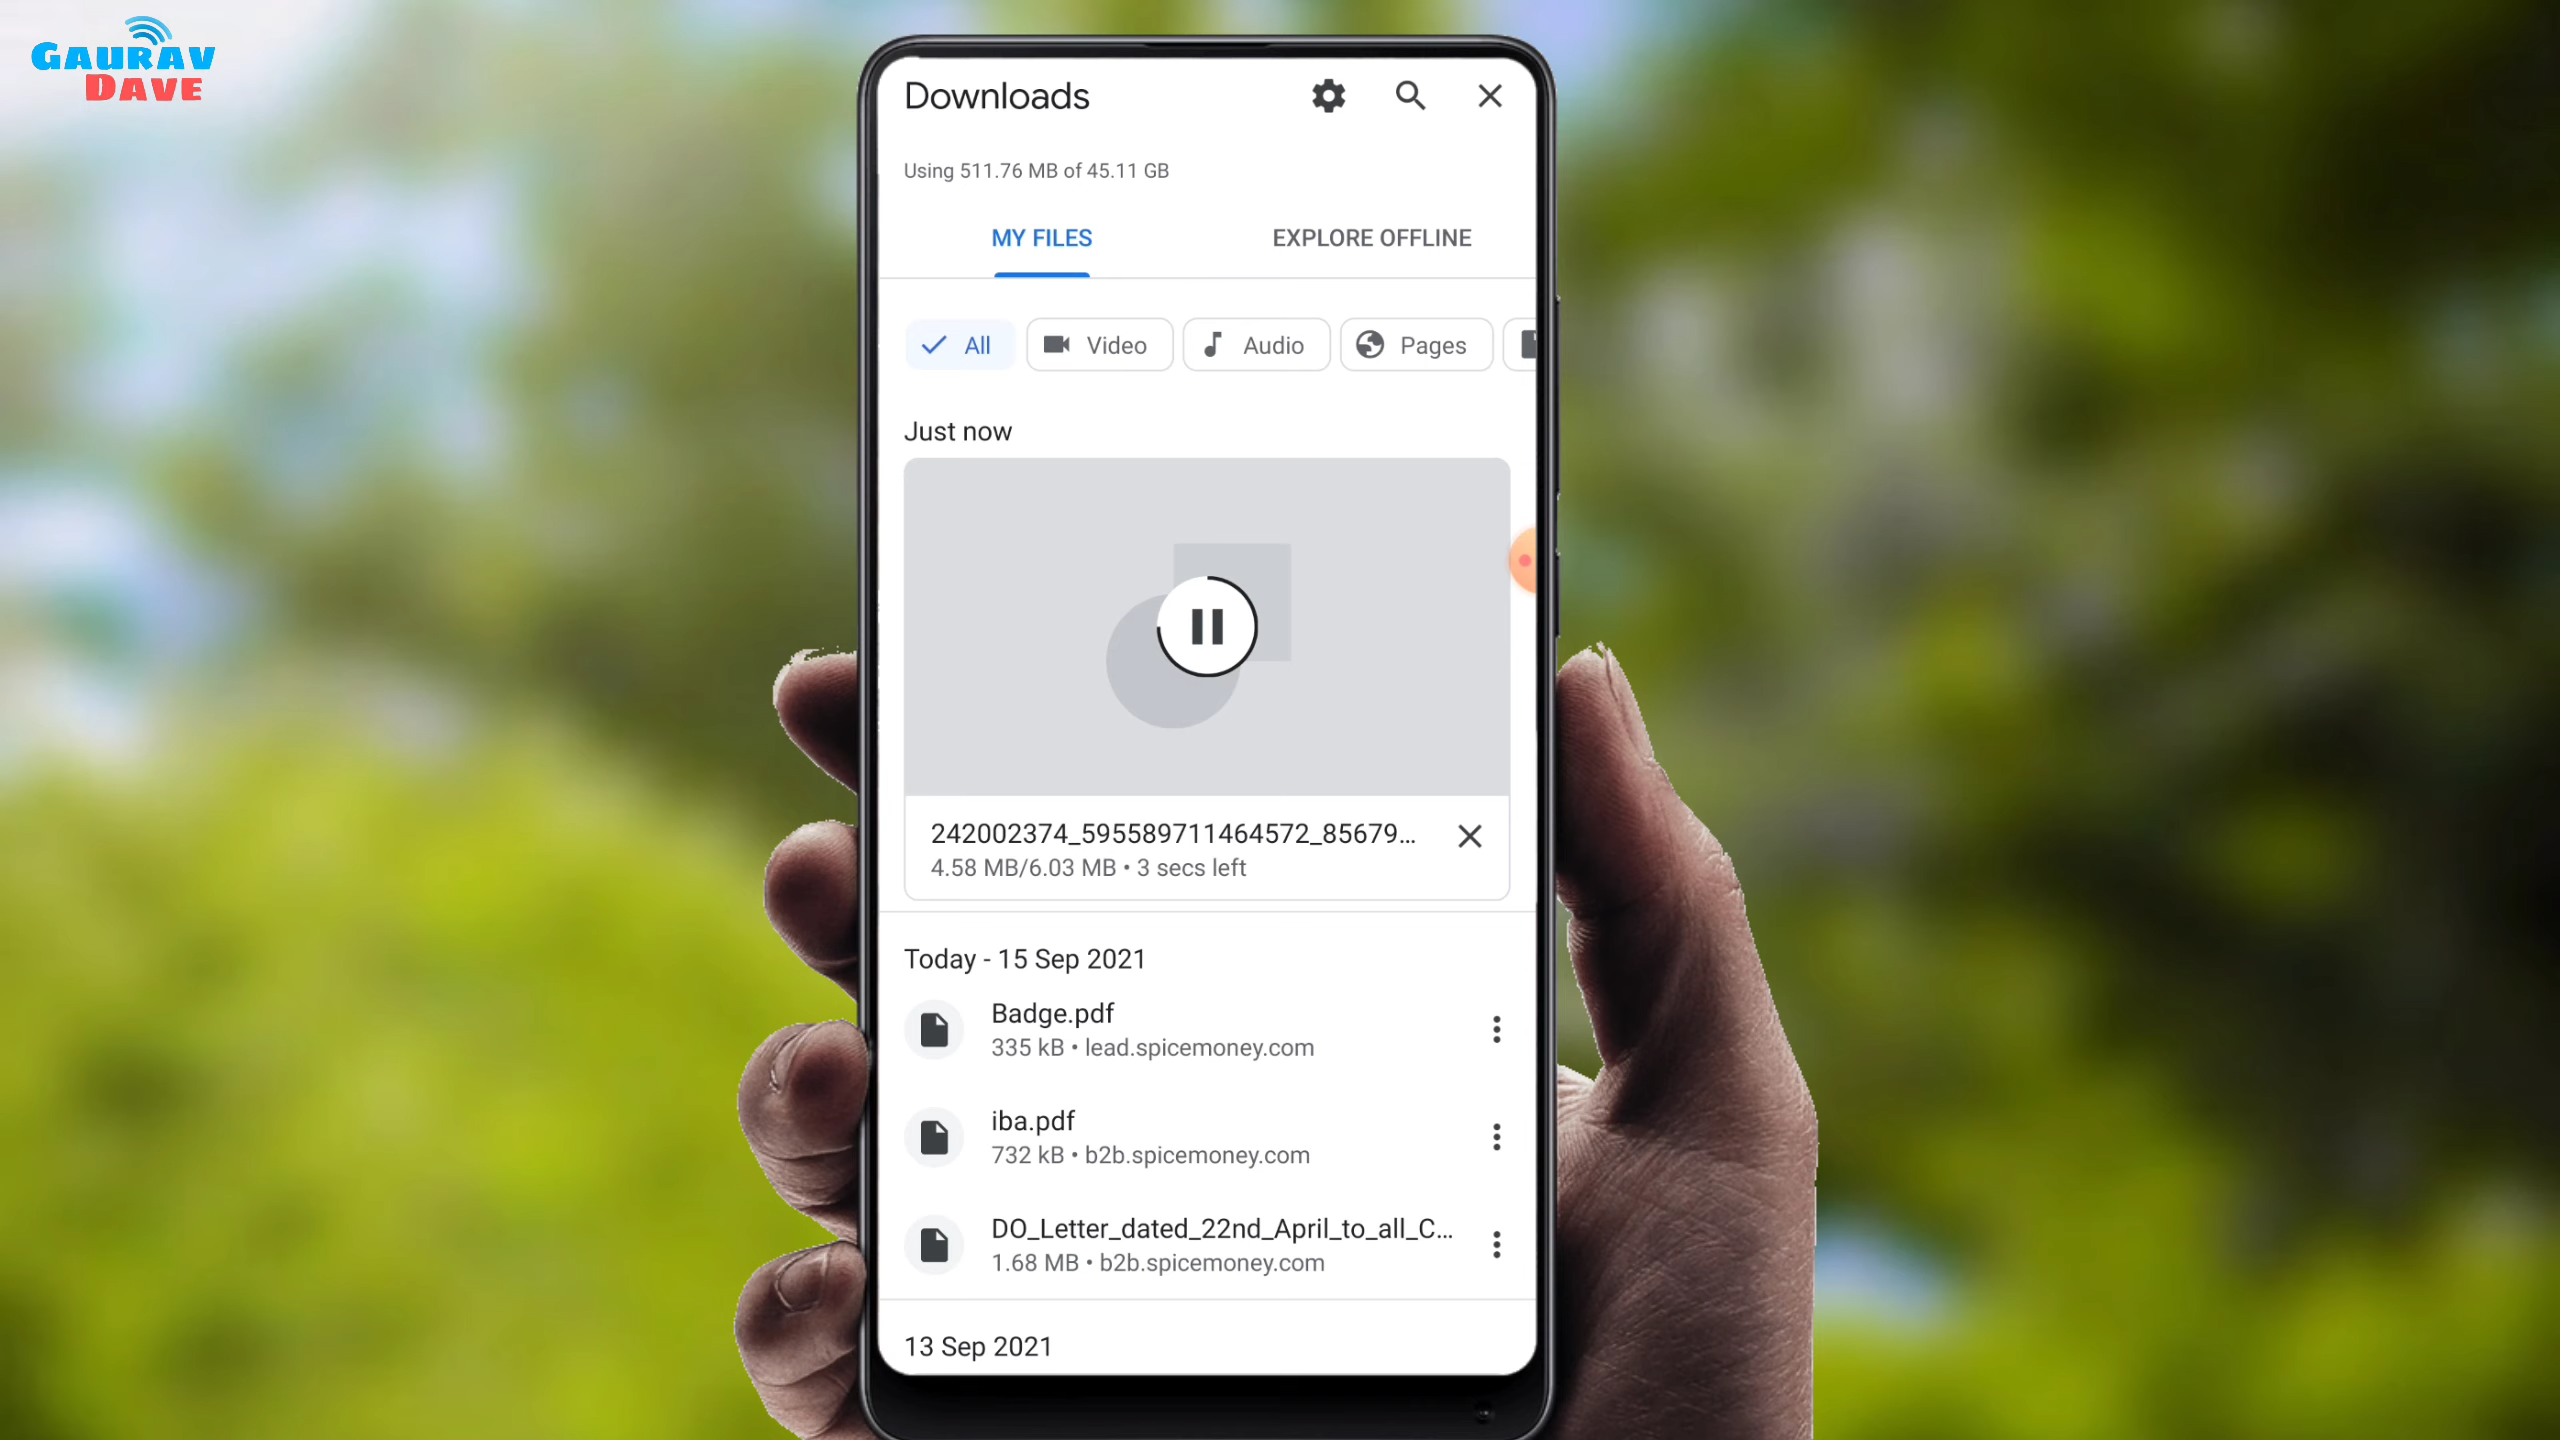 GAURAV
DAVE
Downloads
Using 511.76 MB of 45.11 GB
MY FILES
EXPLORE OFFLINE
All
Video
Audio
Pages
Just now
242002374_595589711464572_85679...
4.58 MB/6.03 MB • 3 secs left
Today - 15 Sep 2021
Badge.pdf
335 kB • lead.spicemoney.com
iba.pdf
732 kB • b2b.spicemoney.com
DO_Letter_dated_22nd_April_to_all_C...
1.68 MB • b2b.spicemoney.com
13 Sep 2021